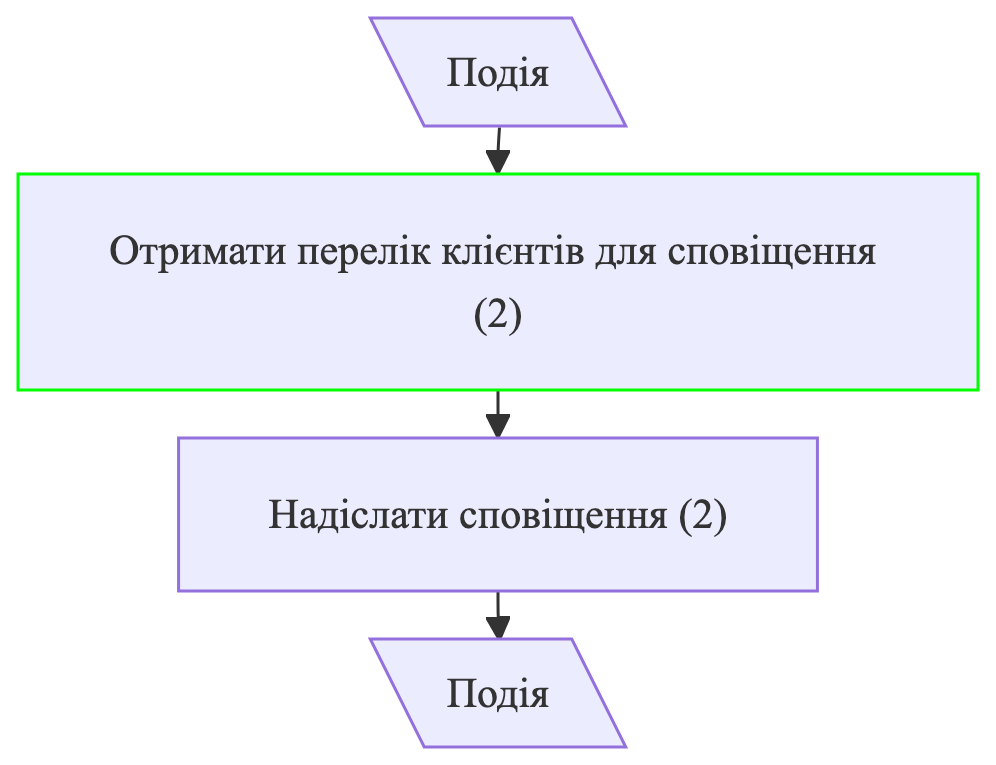 Подія
Отримати перелік клієнтів для сповіщення
(2)
Надіслати сповіщення (2)
Подія